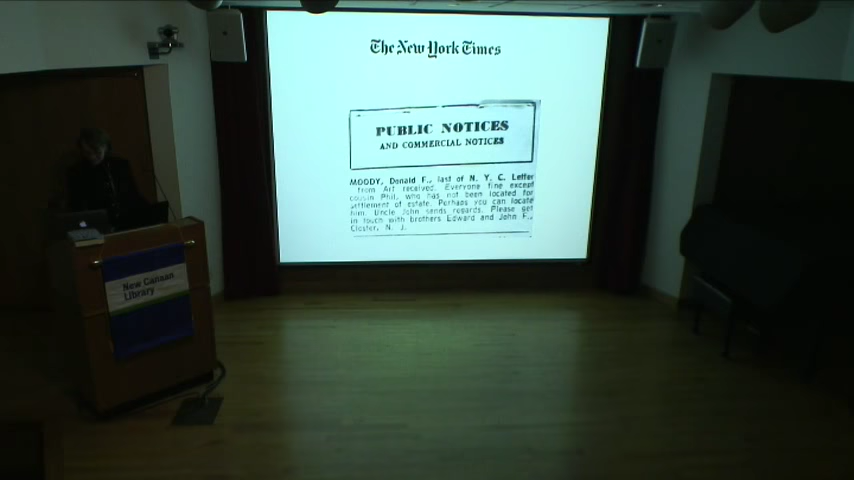 The New York Times
PUBLIC NOTICES
AND COMMERCIAL NOTICES
MOODY, Donald F., last of N. Y. C. Letter
from Art received. Everyone fine except
cousin Phil, who has not been located for
settlement of estate. Perhaps you can locate
him. Uncle John sends regards. Please get
in touch with brothers Edward and John F.,
Closter, N. J.
New Canaan
Library